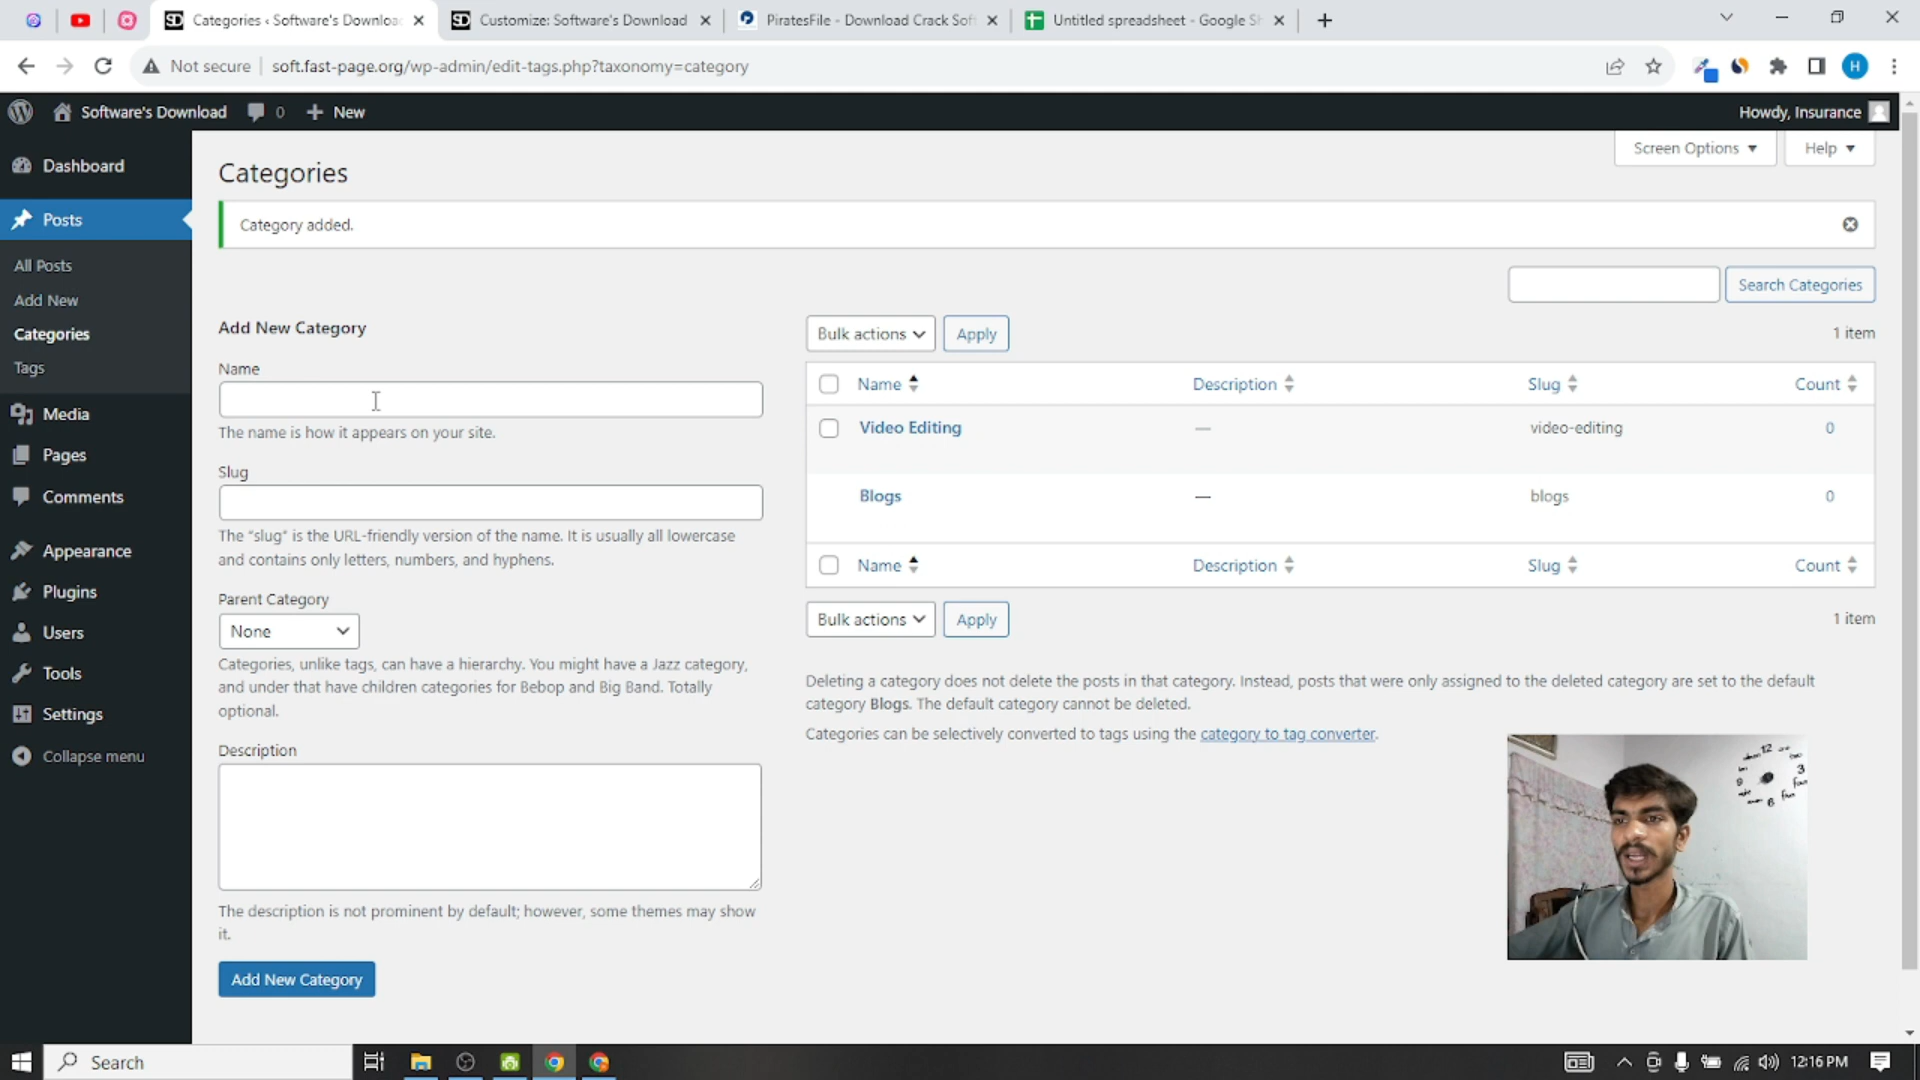 Categories ‹ Software's Downloa
Customize: Software's Download
PiratesFile - Download Crack Sof
Untitled spreadsheet - Google Sh
Not secure
soft.fast-page.org/wp-admin/edit-tags.php?taxonomy=category
H
Software's Download
0
New
Howdy, Insurance
Dashboard
Posts
All Posts
Add New
Categories
Tags
Media
Pages
Comments
Appearance
Plugins
Users
Tools
Settings
Collapse menu
Screen Options
Help
Categories
Category added.
Search Categories
Add New Category
Name
The name is how it appears on your site.
Slug
The "slug" is the URL-friendly version of the name. It is usually all lowercase
and contains only letters, numbers, and hyphens.
Parent Category
None
Categories, unlike tags, can have a hierarchy. You might have a Jazz category,
and under that have children categories for Bebop and Big Band. Totally
optional.
Description
The description is not prominent by default; however, some themes may show
it.
Add New Category
Bulk actions Apply 1 item
Name Description Slug Count
Video Editing — video-editing 0
Blogs — blogs 0
Name Description Slug Count
Bulk actions Apply 1 item
Deleting a category does not delete the posts in that category. Instead, posts that were only assigned to the deleted category are set to the default
category Blogs. The default category cannot be deleted.
Categories can be selectively converted to tags using the category to tag converter.
12
3
6
9
Search
12:16 PM